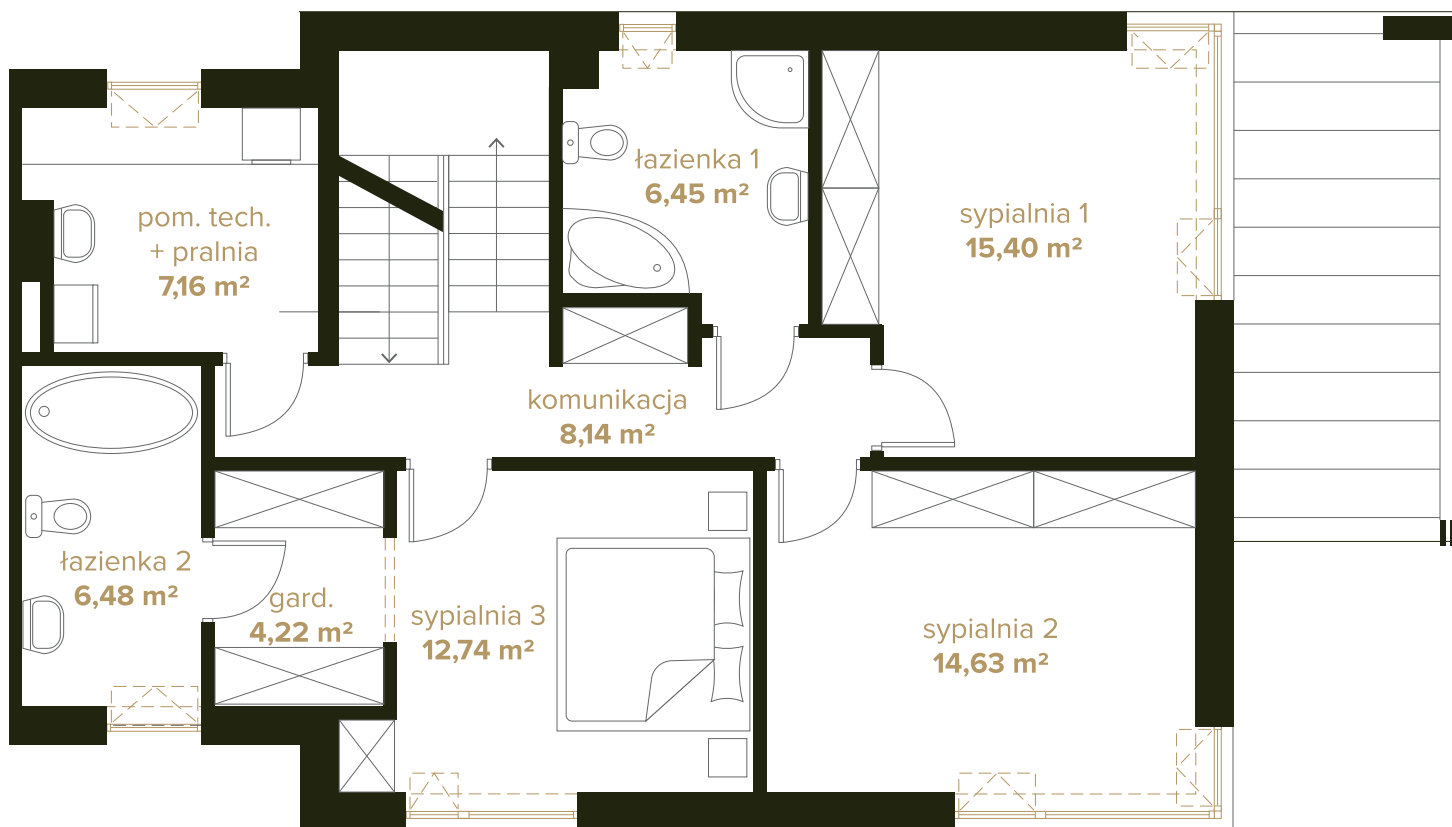 łazienka 1
6,45 m²
sypialnia 1
15,40 m²
pom. tech.
+ pralnia
7,16 m²
komunikacja
8,14 m²
łazienka 2
6,48 m²
gard.
4,22 m²
sypialnia 3
12,74 m²
sypialnia 2
14,63 m²